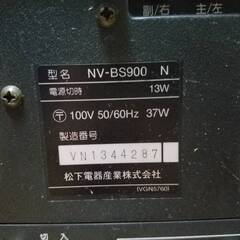 副/右 主/左
型名 NV-BS900 N
電源切時 13W
〒 100V 50/60Hz 37W
製造番号
VN1344287
松下電器産業株式会社
(VGN5760)
切 入